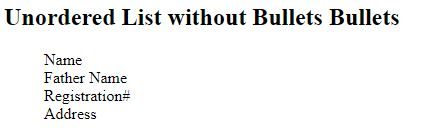 Unordered List without Bullets Bullets
Name
Father Name
Registration#
Address